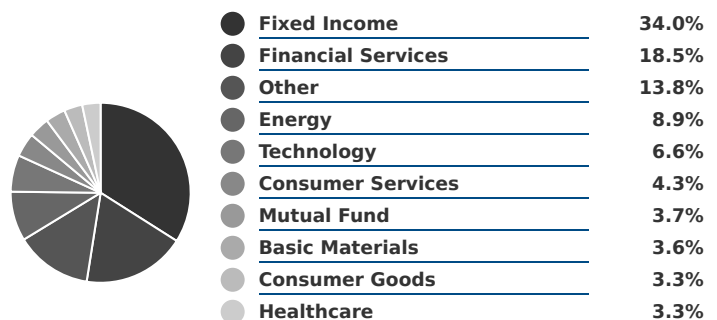 Fixed Income 34.0%
Financial Services 18.5%
Other 13.8%
Energy 8.9%
Technology 6.6%
Consumer Services 4.3%
Mutual Fund 3.7%
Basic Materials 3.6%
Consumer Goods 3.3%
Healthcare 3.3%